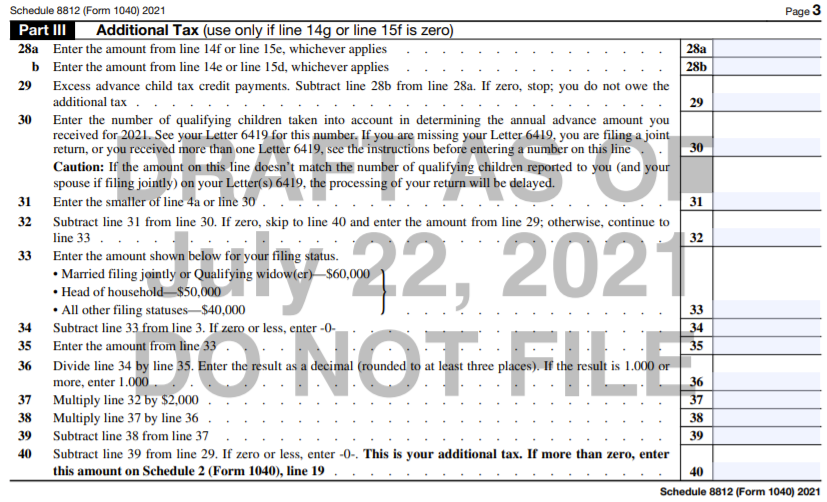 Schedule 8812 (Form 1040) 2021 Page 3
Part III Additional Tax (use only if line 14g or line 15f is zero)
28a Enter the amount from line 14f or line 15e, whichever applies . . . . . . . . . . . . . . 28a
b Enter the amount from line 14e or line 15d, whichever applies . . . . . . . . . . . . . . 28b
29 Excess advance child tax credit payments. Subtract line 28b from line 28a. If zero, stop; you do not owe the
additional tax . . . . . . . . . . . . . . . . . . . . . . . . . . . . . 29
30 Enter the number of qualifying children taken into account in determining the annual advance amount you
received for 2021. See your Letter 6419 for this number. If you are missing your Letter 6419, you are filing a joint
return, or you received more than one Letter 6419, see the instructions before entering a number on this line . . 30
Caution: If the amount on this line doesn't match the number of qualifying children reported to you (and your
spouse if filing jointly) on your Letter(s) 6419, the processing of your return will be delayed.
31 Enter the smaller of line 4a or line 30 . . . . . . . . . . . . . . . . . . . . . 31
32 Subtract line 31 from line 30. If zero, skip to line 40 and enter the amount from line 29; otherwise, continue to
line 33 . . . . . . . . . . . . . . . . . . . . . . . . . . . . . . 32
33 Enter the amount shown below for your filing status.
• Married filing jointly or Qualifying widow(er)—$60,000
• Head of household—$50,000
• All other filing statuses—$40,000 . . . . . . . . . . . . . . 33
34 Subtract line 33 from line 3. If zero or less, enter -0- . . . . . . . . . . . . . . . . . 34
35 Enter the amount from line 33 . . . . . . . . . . . . . . . . . . . . . . . 35
36 Divide line 34 by line 35. Enter the result as a decimal (rounded to at least three places). If the result is 1.000 or
more, enter 1.000 . . . . . . . . . . . . . . . . . . . . . . . . . . . 36
37 Multiply line 32 by $2,000 . . . . . . . . . . . . . . . . . . . . . . . . 37
38 Multiply line 37 by line 36 . . . . . . . . . . . . . . . . . . . . . . . . 38
39 Subtract line 38 from line 37 . . . . . . . . . . . . . . . . . . . . . . . 39
40 Subtract line 39 from line 29. If zero or less, enter -0-. This is your additional tax. If more than zero, enter
this amount on Schedule 2 (Form 1040), line 19 . . . . . . . . . . . . . . . . . . 40
Schedule 8812 (Form 1040) 2021
DRAFT AS OF
July 22, 2021
DO NOT FILE